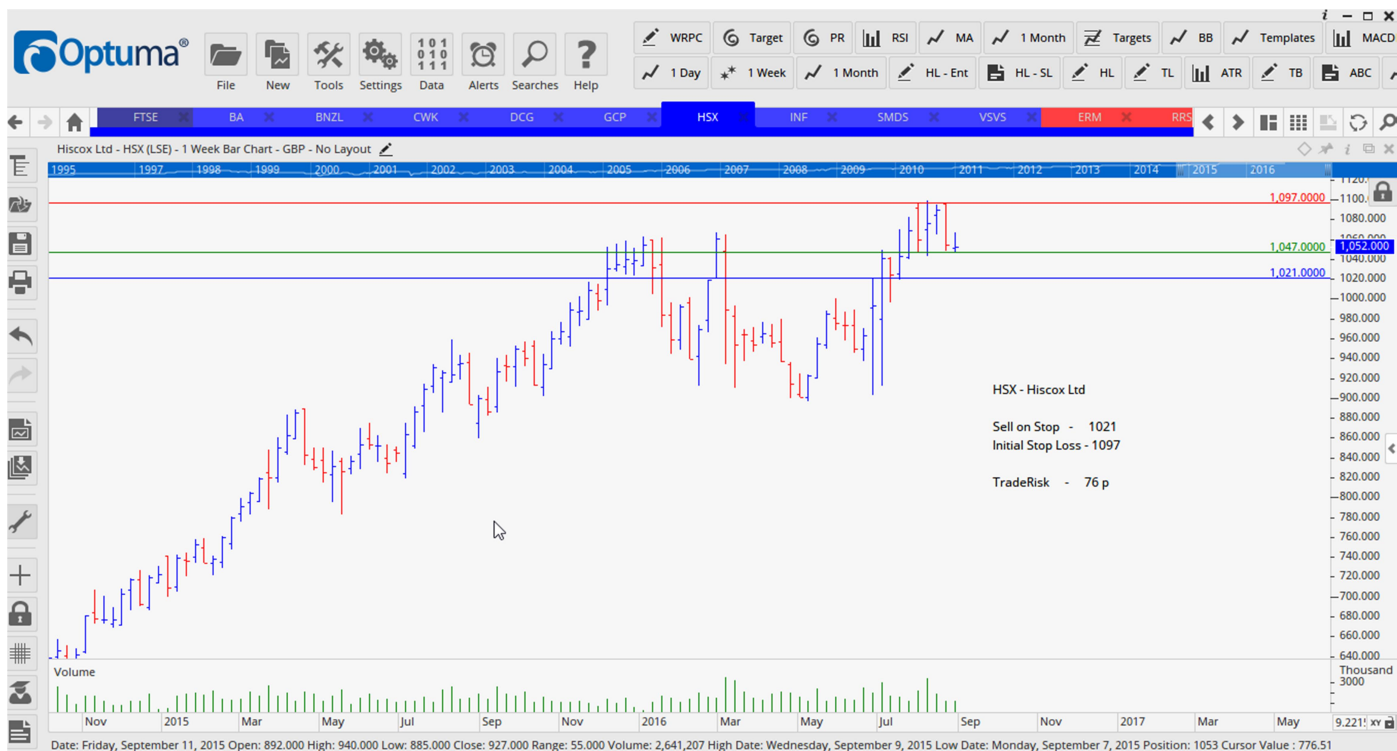 i
Optuma®
File New Tools Settings Data Alerts Searches Help
101
010
111
WRPC Target PR RSI MA 1 Month Targets BB Templates MACD
1 Day 1 Week 1 Month HL - Ent HL - SL HL TL ATR TB ABC
FTSE BA BNZL CWK DCG GCP HSX INF SMDS VSVS ERM RRS
Hiscox Ltd - HSX (LSE) - 1 Week Bar Chart - GBP - No Layout
1995 1997 1998 1999 2000 2001 2002 2003 2004 2005 2006 2007 2008 2009 2010 2011 2012 2013 2014 2015 2016
1,097.0000
1100.
1080.000
1,047.0000
1,052.000
1040.000
1,021.0000
1020.000
1000.000
980.000
960.000
940.000
920.000
HSX - Hiscox Ltd
900.000
880.000
Sell on Stop - 1021
860.000
Initial Stop Loss - 1097
840.000
820.000
TradeRisk - 76 p
800.000
780.000
760.000
740.000
720.000
700.000
680.000
660.000
640.000
Volume
Thousand
3000
Nov 2015 Mar May Jul Sep Nov 2016 Mar May Jul Sep Nov 2017 Mar May
XY
Date: Friday, September 11, 2015 Open: 892.000 High: 940.000 Low: 885.000 Close: 927.000 Range: 55.000 Volume: 2,641,207 High Date: Wednesday, September 9, 2015 Low Date: Monday, September 7, 2015 Position: 1053 Cursor Value : 776.51